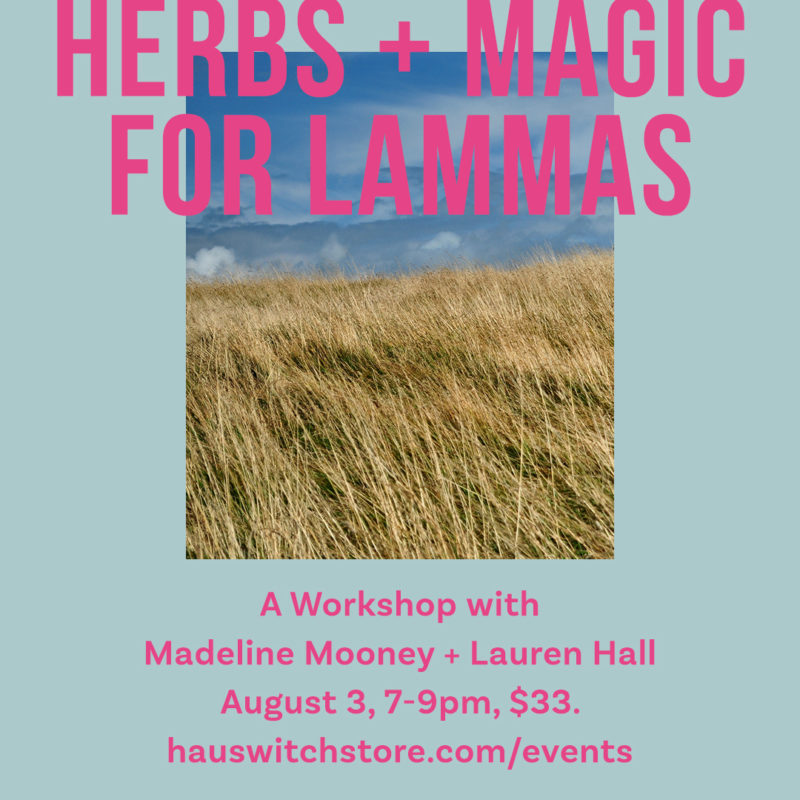 HERBS + MAGIC
FOR LAMMAS
A Workshop with
Madeline Mooney + Lauren Hall
August 3, 7-9pm, $33.
hauswitchstore.com/events